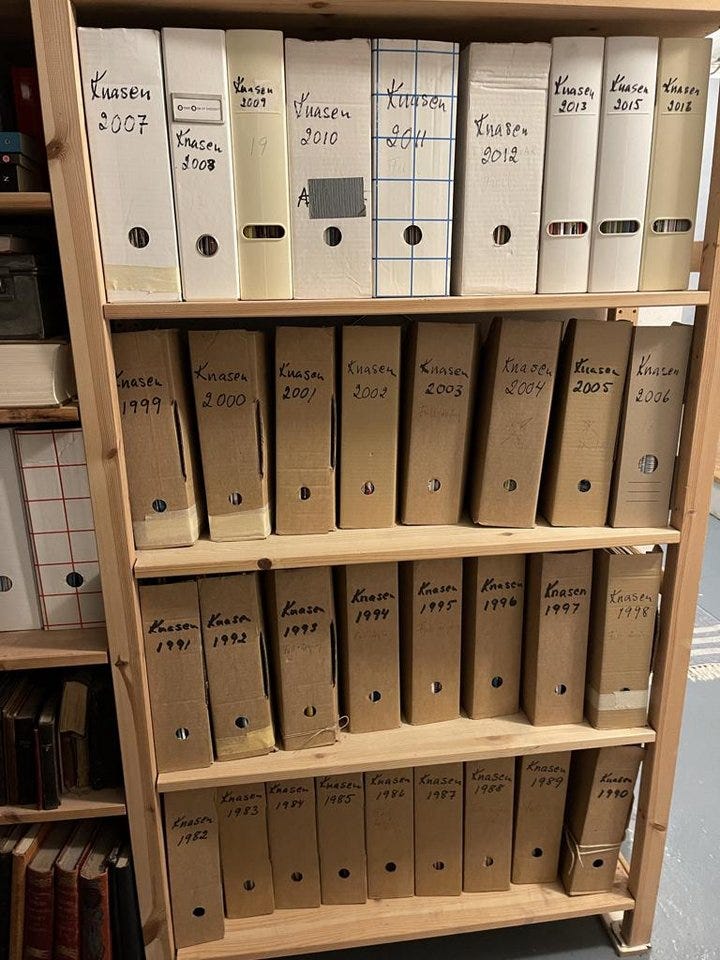 Knasen
2007
Knasen
2008
Knasen
2009
19
Knasen
2010
A
Knasen
2011
Knasen
2012
Knasen
2013
Knasen
2015
Knasen
2016
Knasen
1999
Knasen
2000
Knasen
2001
Knasen
2002
Knasen
2003
Knasen
2004
Knasen
2005
Knasen
2006
Knasen
1991
Knasen
1992
Knasen
1993
Knasen
1994
Knasen
1995
Knasen
1996
Knasen
1997
Knasen
1998
Knasen
1982
Knasen
1983
Knasen
1984
Knasen
1985
Knasen
1986
Knasen
1987
Knasen
1988
Knasen
1989
Knasen
1990